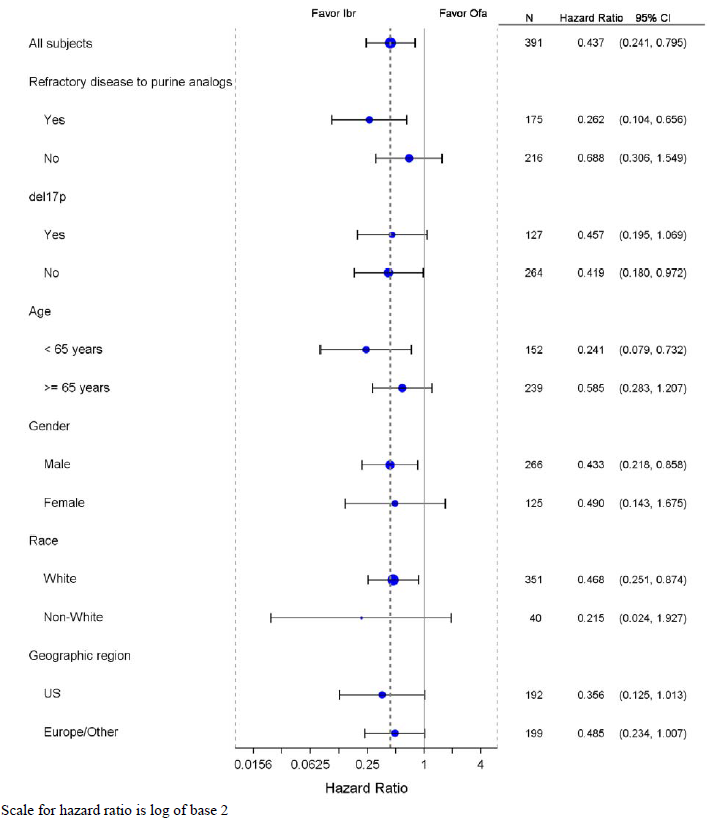 Favor Ibr Favor Ofa N Hazard Ratio 95% CI
All subjects 391 0.437 (0.241, 0.795)
Refractory disease to purine analogs
Yes 175 0.262 (0.104, 0.656)
No 216 0.688 (0.306, 1.549)
del17p
Yes 127 0.457 (0.195, 1.069)
No 264 0.419 (0.180, 0.972)
Age
< 65 years 152 0.241 (0.079, 0.732)
>= 65 years 239 0.585 (0.283, 1.207)
Gender
Male 266 0.433 (0.218, 0.858)
Female 125 0.490 (0.143, 1.675)
Race
White 351 0.468 (0.251, 0.874)
Non-White 40 0.215 (0.024, 1.927)
Geographic region
US 192 0.356 (0.125, 1.013)
Europe/Other 199 0.485 (0.234, 1.007)
0.0156 0.0625 0.25 1 4
Hazard Ratio
Scale for hazard ratio is log of base 2